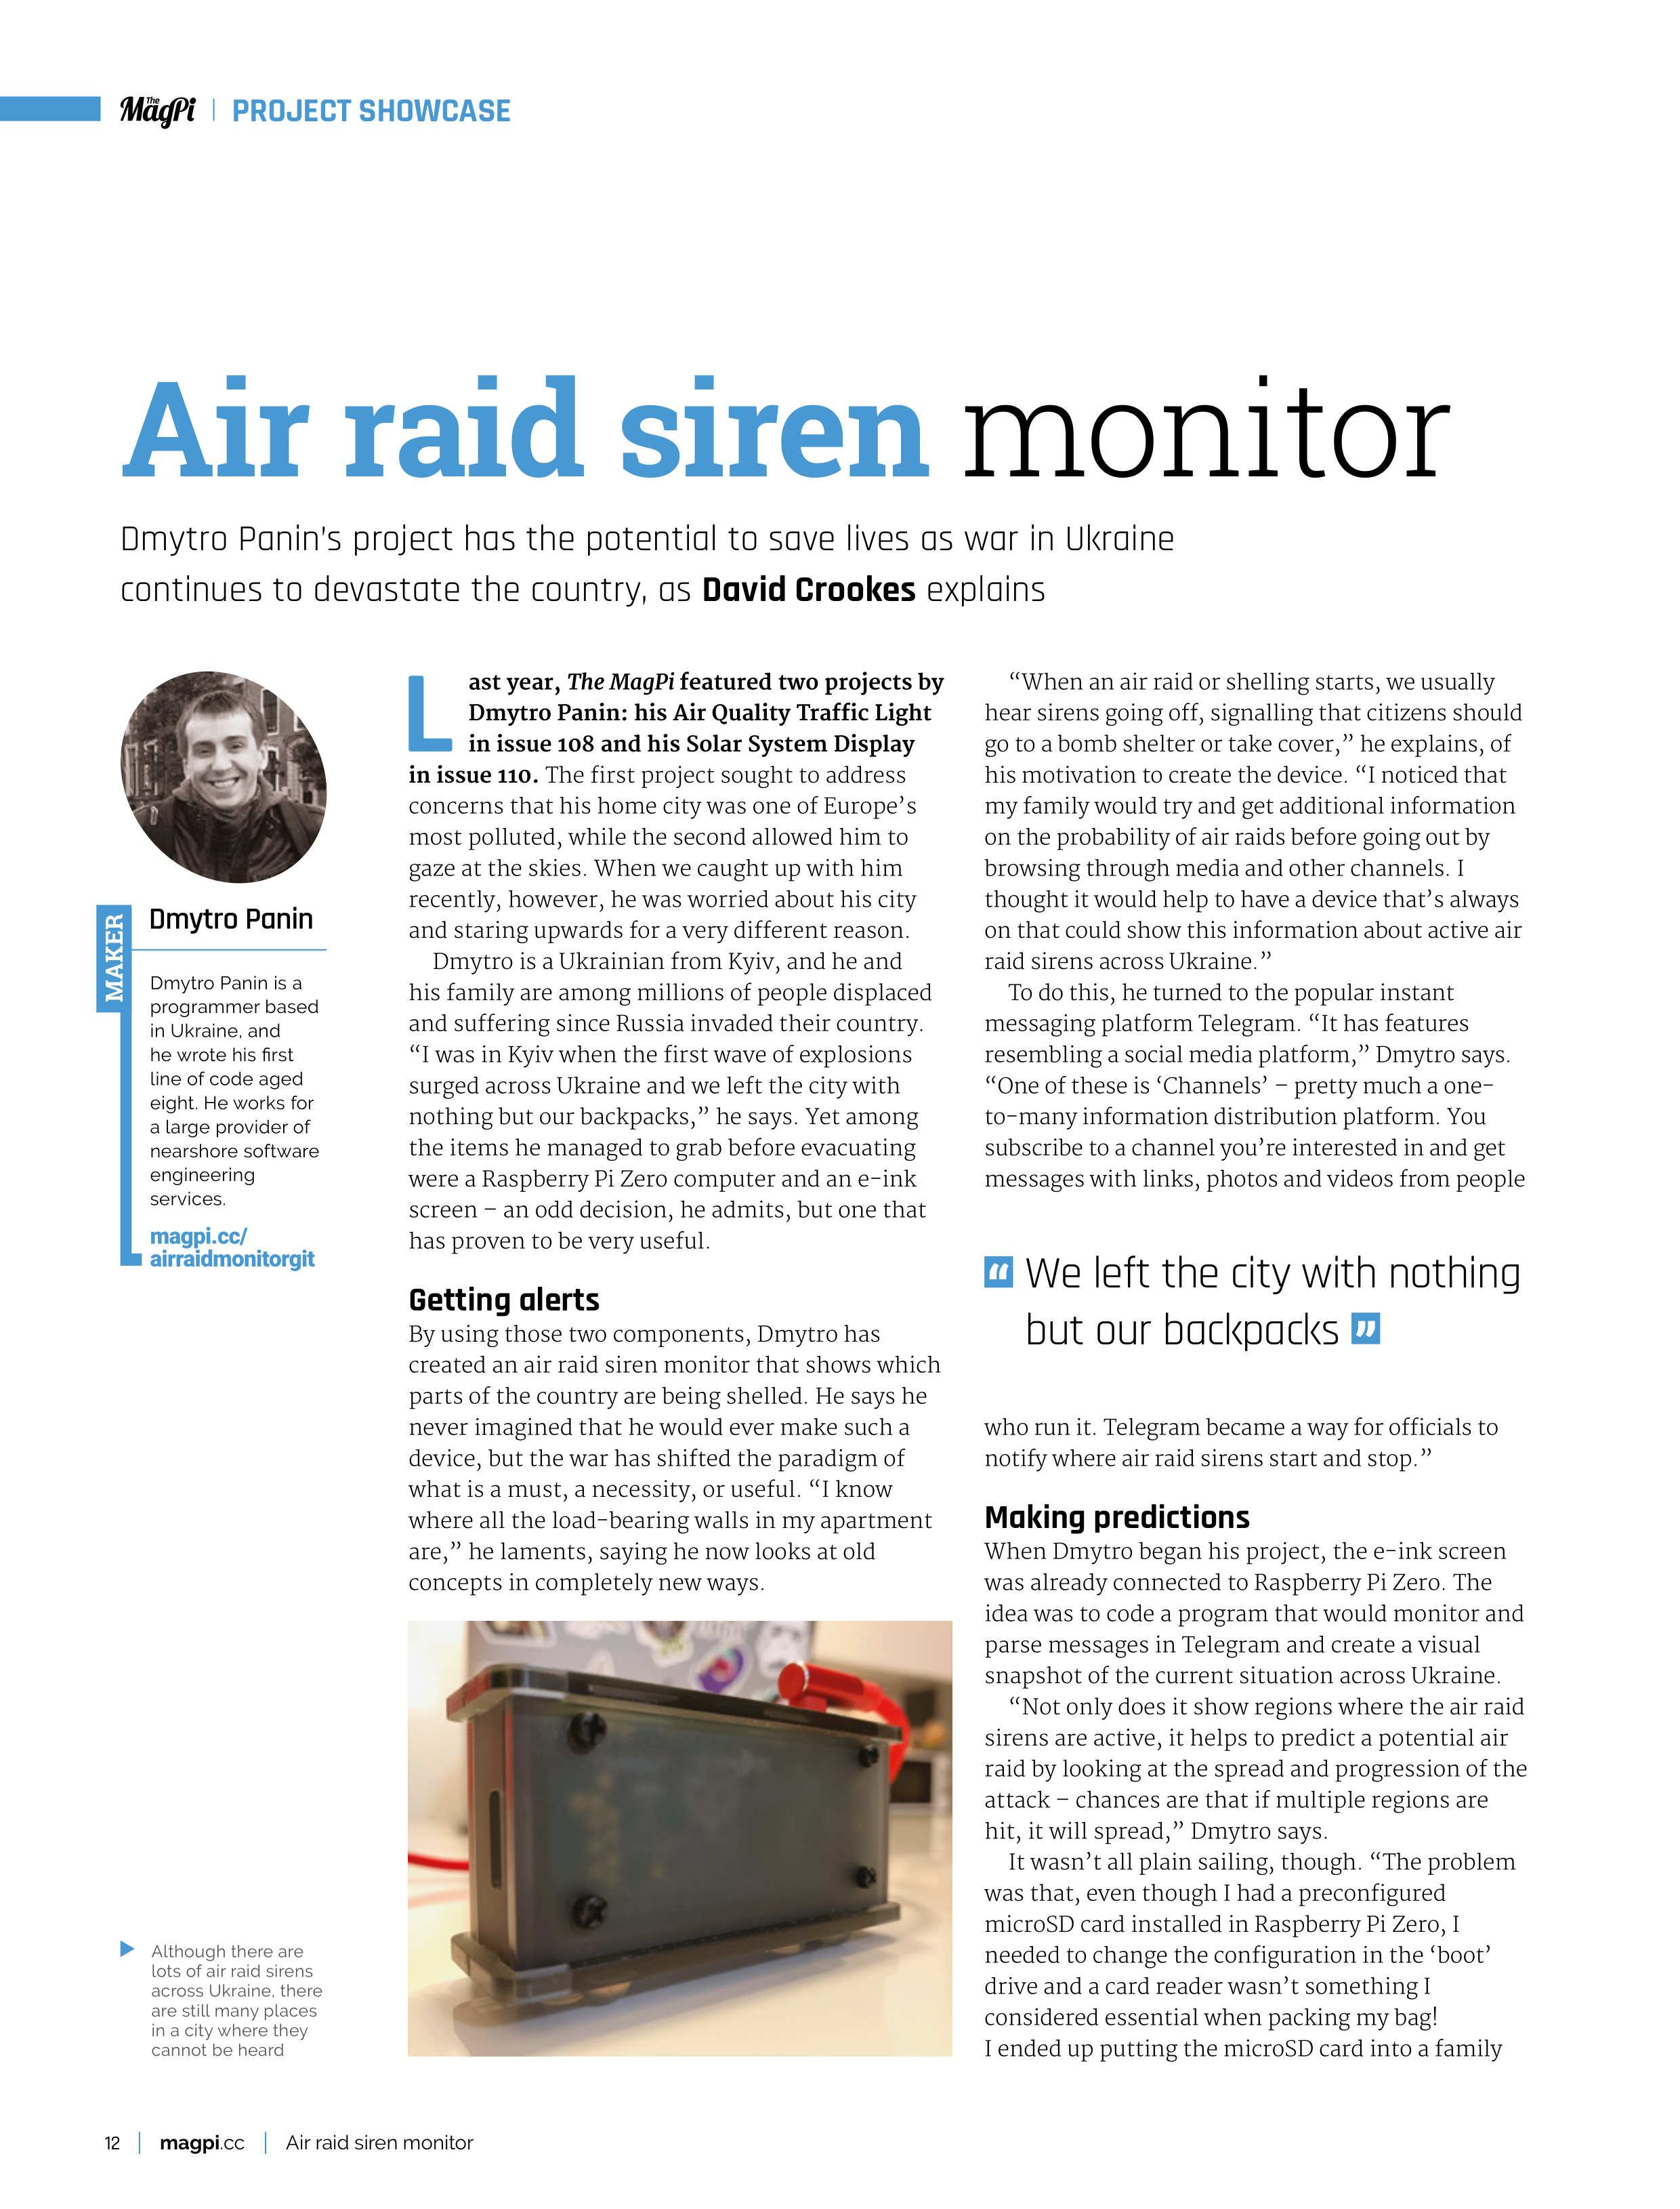 The MagPi | PROJECT SHOWCASE
Air raid siren monitor
Dmytro Panin’s project has the potential to save lives as war in Ukraine
continues to devastate the country, as David Crookes explains
MAKER
Dmytro Panin
Dmytro Panin is a
programmer based
in Ukraine, and
he wrote his first
line of code aged
eight. He works for
a large provider of
nearshore software
engineering
services.
magpi.cc/
airraidmonitorgit
Last year, The MagPi featured two projects by
Dmytro Panin: his Air Quality Traffic Light
in issue 108 and his Solar System Display
in issue 110. The first project sought to address
concerns that his home city was one of Europe’s
most polluted, while the second allowed him to
gaze at the skies. When we caught up with him
recently, however, he was worried about his city
and staring upwards for a very different reason.
Dmytro is a Ukrainian from Kyiv, and he and
his family are among millions of people displaced
and suffering since Russia invaded their country.
“I was in Kyiv when the first wave of explosions
surged across Ukraine and we left the city with
nothing but our backpacks,” he says. Yet among
the items he managed to grab before evacuating
were a Raspberry Pi Zero computer and an e-ink
screen – an odd decision, he admits, but one that
has proven to be very useful.
Getting alerts
By using those two components, Dmytro has
created an air raid siren monitor that shows which
parts of the country are being shelled. He says he
never imagined that he would ever make such a
device, but the war has shifted the paradigm of
what is a must, a necessity, or useful. “I know
where all the load-bearing walls in my apartment
are,” he laments, saying he now looks at old
concepts in completely new ways.
Although there are
lots of air raid sirens
across Ukraine, there
are still many places
in a city where they
cannot be heard
“When an air raid or shelling starts, we usually
hear sirens going off, signalling that citizens should
go to a bomb shelter or take cover,” he explains, of
his motivation to create the device. “I noticed that
my family would try and get additional information
on the probability of air raids before going out by
browsing through media and other channels. I
thought it would help to have a device that’s always
on that could show this information about active air
raid sirens across Ukraine.”
To do this, he turned to the popular instant
messaging platform Telegram. “It has features
resembling a social media platform,” Dmytro says.
“One of these is ‘Channels’ – pretty much a one-
to-many information distribution platform. You
subscribe to a channel you’re interested in and get
messages with links, photos and videos from people
“ We left the city with nothing
but our backpacks ”
who run it. Telegram became a way for officials to
notify where air raid sirens start and stop.”
Making predictions
When Dmytro began his project, the e-ink screen
was already connected to Raspberry Pi Zero. The
idea was to code a program that would monitor and
parse messages in Telegram and create a visual
snapshot of the current situation across Ukraine.
“Not only does it show regions where the air raid
sirens are active, it helps to predict a potential air
raid by looking at the spread and progression of the
attack – chances are that if multiple regions are
hit, it will spread,” Dmytro says.
It wasn’t all plain sailing, though. “The problem
was that, even though I had a preconfigured
microSD card installed in Raspberry Pi Zero, I
needed to change the configuration in the ‘boot’
drive and a card reader wasn’t something I
considered essential when packing my bag!
I ended up putting the microSD card into a family
12 | magpi.cc | Air raid siren monitor